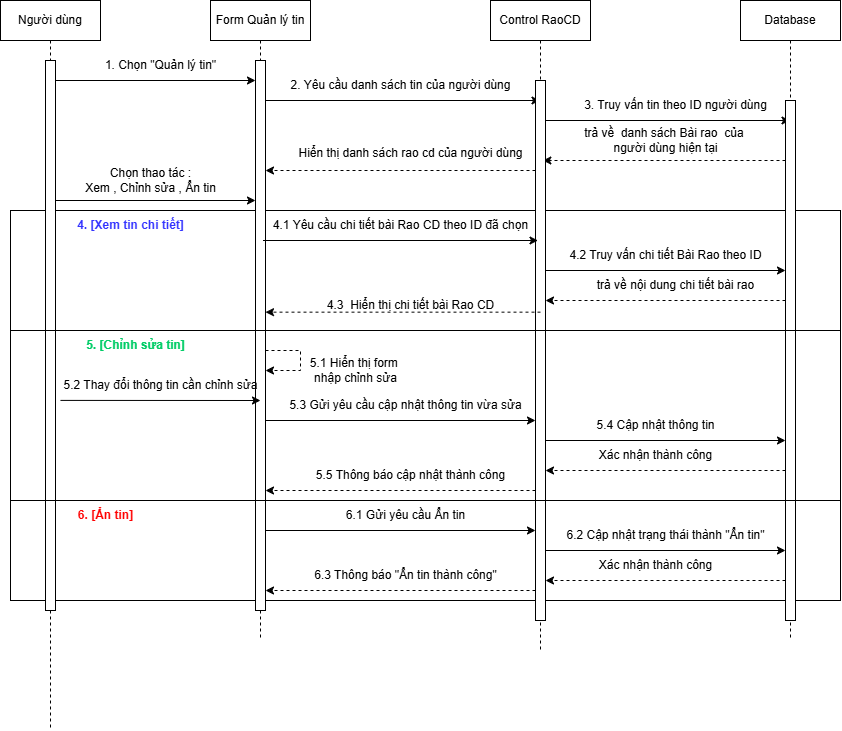 Người dùng
Form Quản lý tin
Control RaoCD
Database
1. Chọn "Quản lý tin"
2. Yêu cầu danh sách tin của người dùng
3. Truy vấn tin theo ID người dùng
trả về danh sách Bài rao của
người dùng hiện tại
Hiển thị danh sách rao cd của người dùng
Chọn thao tác :
Xem , Chỉnh sửa , Ẩn tin
4. [Xem tin chi tiết]
4.1 Yêu cầu chi tiết bài Rao CD theo ID đã chọn
4.2 Truy vấn chi tiết Bài Rao theo ID
trả về nội dung chi tiết bài rao
4.3 Hiển thị chi tiết bài Rao CD
5. [Chỉnh sửa tin]
5.1 Hiển thị form
nhập chỉnh sửa
5.2 Thay đổi thông tin cần chỉnh sửa
5.3 Gửi yêu cầu cập nhật thông tin vừa sửa
5.4 Cập nhật thông tin
Xác nhận thành công
5.5 Thông báo cập nhật thành công
6. [Ẩn tin]
6.1 Gửi yêu cầu Ẩn tin
6.2 Cập nhật trạng thái thành "Ẩn tin"
Xác nhận thành công
6.3 Thông báo "Ẩn tin thành công"